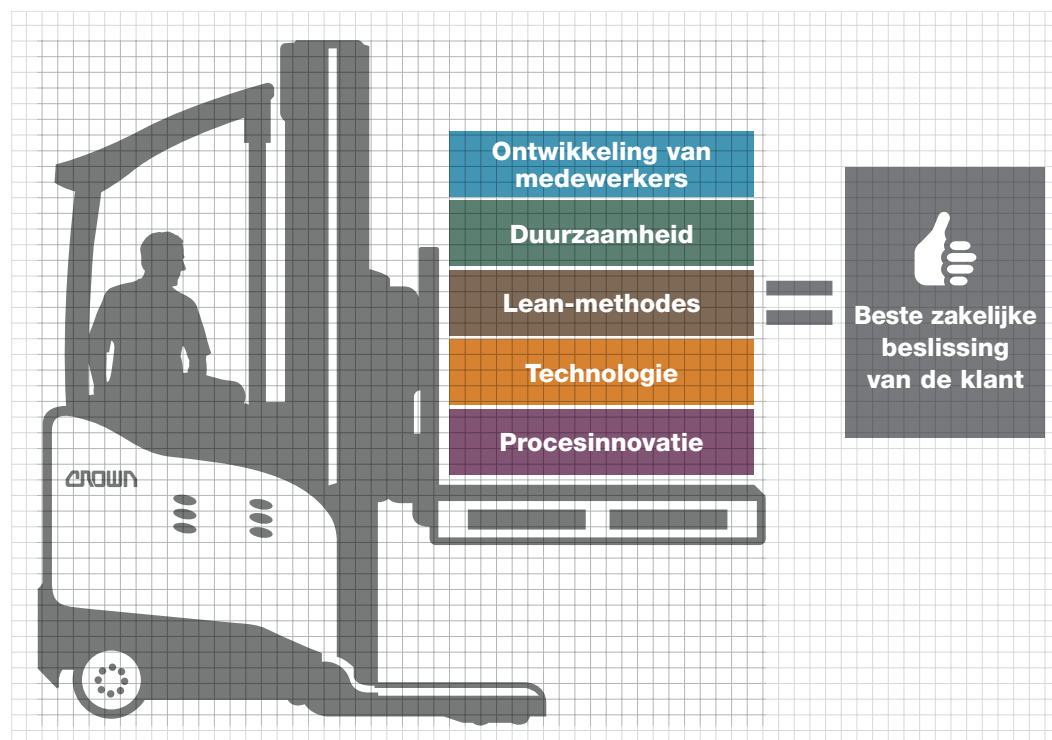 Ontwikkeling van
medewerkers
Duurzaamheid
Lean-methodes
Technologie
Procesinnovatie
Beste zakelijke
beslissing
van de klant
CROWN